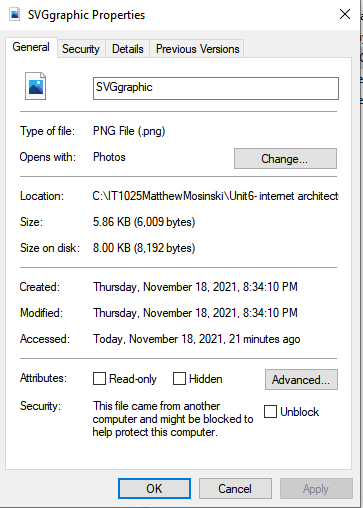 SVGgraphic Properties
General Security Details Previous Versions
SVGgraphic
Type of file: PNG File (.png)
Opens with: Photos Change...
Location: C:\IT1025MatthewMosinski\Unit6- internet architect
Size: 5.86 KB (6,009 bytes)
Size on disk: 8.00 KB (8,192 bytes)
Created: Thursday, November 18, 2021, 8:34:10 PM
Modified: Thursday, November 18, 2021, 8:34:10 PM
Accessed: Today, November 18, 2021, 21 minutes ago
Attributes: Read-only Hidden Advanced...
Security: This file came from another
computer and might be blocked to
help protect this computer.
Unblock
OK Cancel Apply